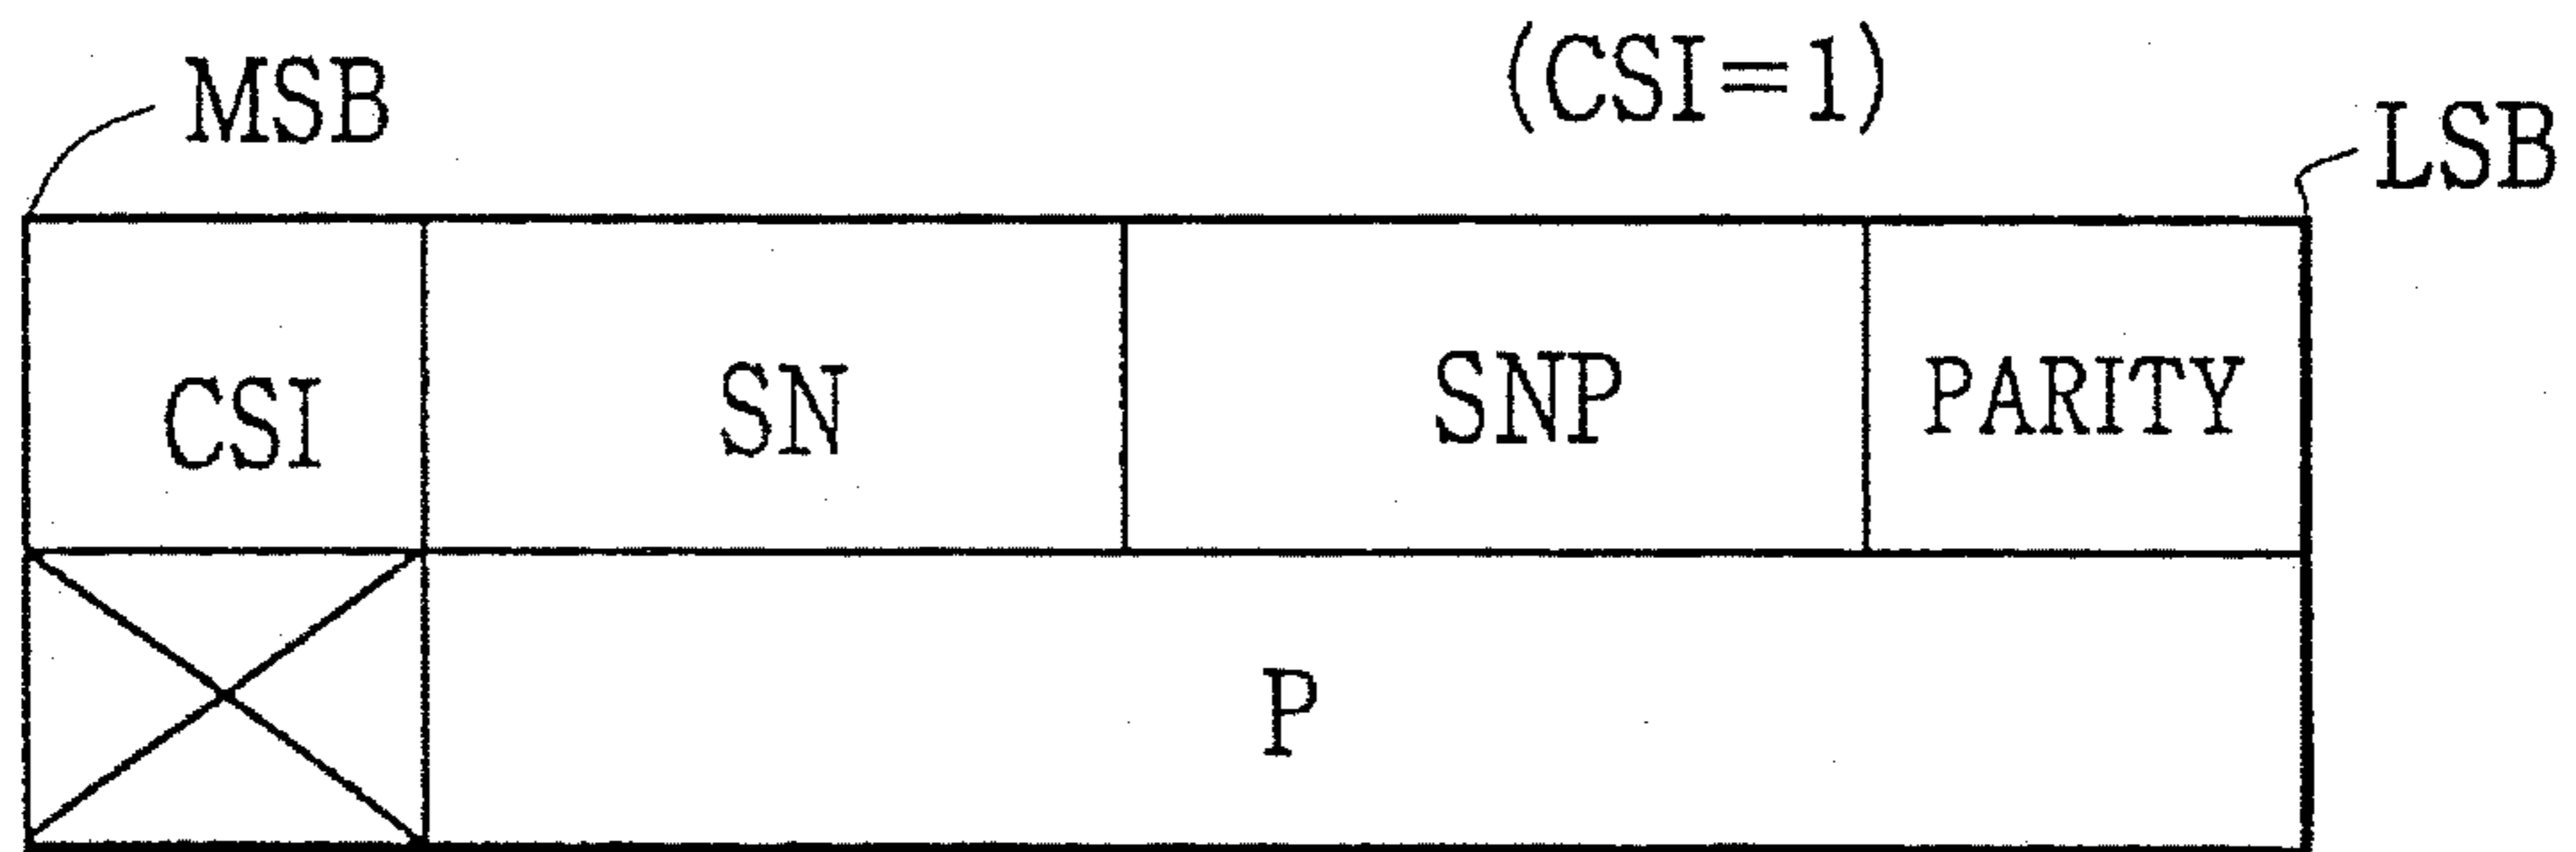 (CSI=1)
MSB
LSB
CSI SN SNP PARITY
P